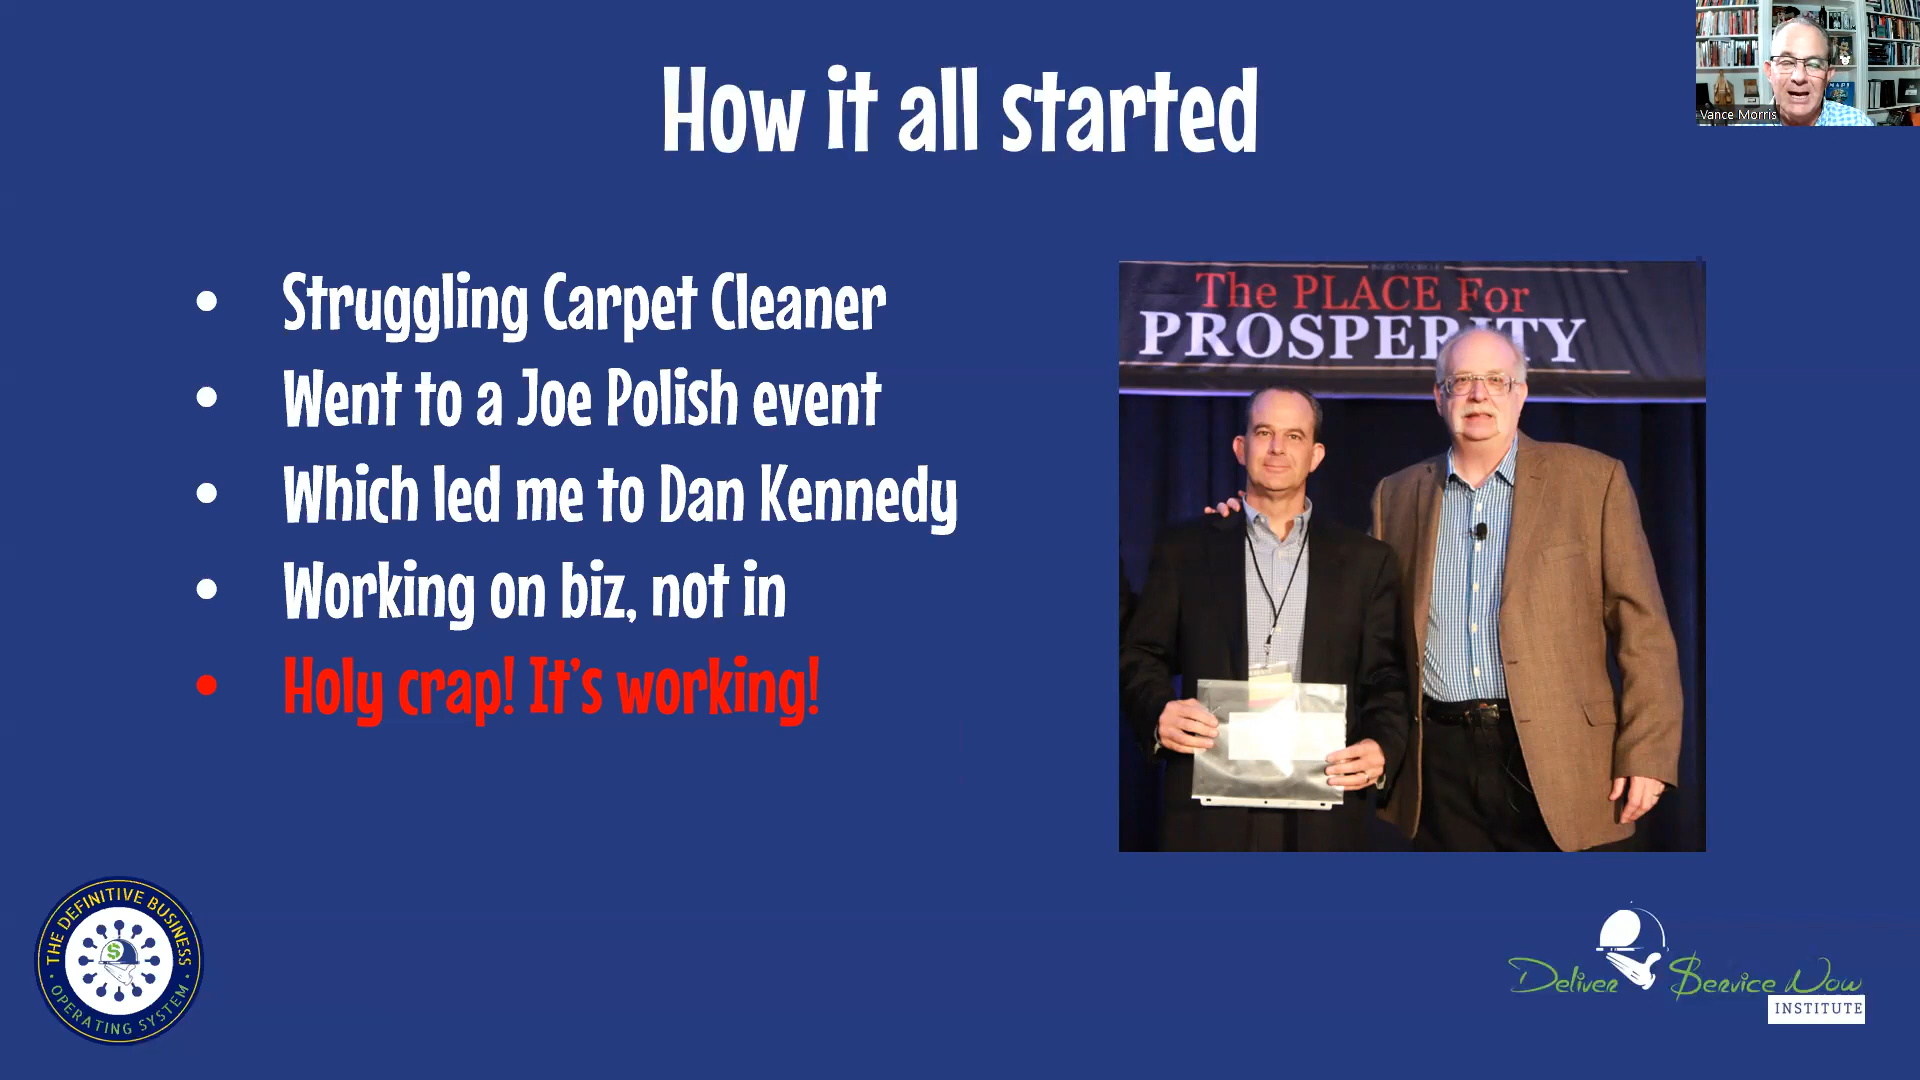 How it all started
Vance Morris
• Struggling Carpet Cleaner
• Went to a Joe Polish event
• Which led me to Dan Kennedy
• Working on biz, not in
• Holy crap! It's working!
The PLACE For
PROSPERITY
THE DEFINITIVE BUSINESS
• OPERATING SYSTEM •
$
Deliver $ervice Now
INSTITUTE